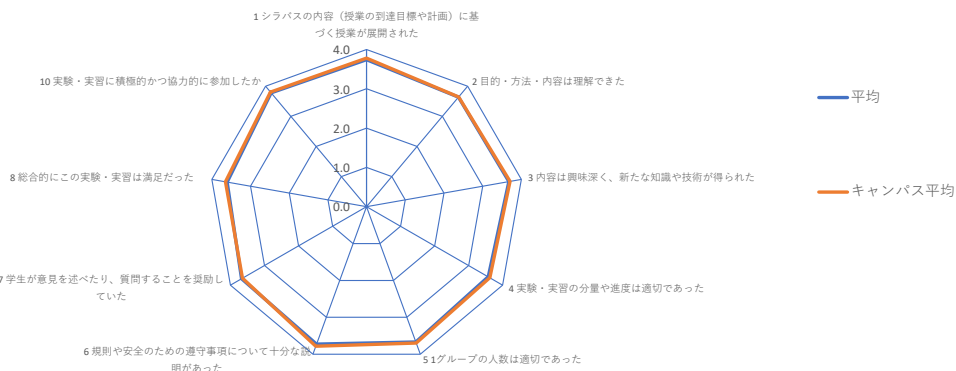 1 シラバスの内容（授業の到達目標や計画）に基
づく授業が展開された
4.0
10 実験・実習に積極的かつ協力的に参加したか
2 目的・方法・内容は理解できた
3.0
平均
2.0
8 総合的にこの実験・実習は満足だった
1.0
3 内容は興味深く、新たな知識や技術が得られた
キャンパス平均
0.0
7 学生が意見を述べたり、質問することを奨励し
ていた
4 実験・実習の分量や進度は適切であった
6 規則や安全のための遵守事項について十分な説
明があった
5 1グループの人数は適切であった